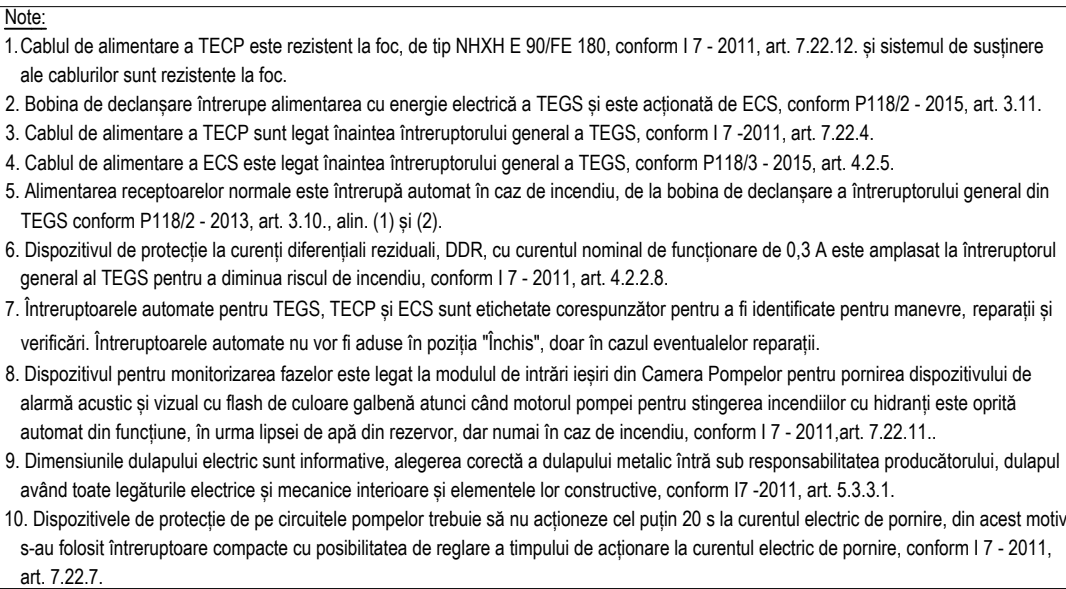 Note:
1. Cablul de alimentare a TECP este rezistent la foc, de tip NHXH E 90/FE 180, conform I 7 - 2011, art. 7.22.12. și sistemul de susținere
ale cablurilor sunt rezistente la foc.
2. Bobina de declanșare întrerupe alimentarea cu energie electrică a TEGS și este acționată de ECS, conform P118/2 - 2015, art. 3.11.
3. Cablul de alimentare a TECP sunt legat înaintea întreruptorului general a TEGS, conform I 7 -2011, art. 7.22.4.
4. Cablul de alimentare a ECS este legat înaintea întreruptorului general a TEGS, conform P118/3 - 2015, art. 4.2.5.
5. Alimentarea receptoarelor normale este întrerupă automat în caz de incendiu, de la bobina de declanșare a întreruptorului general din
TEGS conform P118/2 - 2013, art. 3.10., alin. (1) și (2).
6. Dispozitivul de protecție la curenți diferențiali reziduali, DDR, cu curentul nominal de funcționare de 0,3 A este amplasat la întreruptorul
general al TEGS pentru a diminua riscul de incendiu, conform I 7 - 2011, art. 4.2.2.8.
7. Întreruptoarele automate pentru TEGS, TECP și ECS sunt etichetate corespunzător pentru a fi identificate pentru manevre, reparații și
verificări. Întreruptoarele automate nu vor fi aduse în poziția "Închis", doar în cazul eventualelor reparații.
8. Dispozitivul pentru monitorizarea fazelor este legat la modulul de intrări ieșiri din Camera Pompelor pentru pornirea dispozitivului de
alarmă acustic și vizual cu flash de culoare galbenă atunci când motorul pompei pentru stingerea incendiilor cu hidranți este oprită
automat din funcțiune, în urma lipsei de apă din rezervor, dar numai în caz de incendiu, conform I 7 - 2011,art. 7.22.11..
9. Dimensiunile dulapului electric sunt informative, alegerea corectă a dulapului metalic întră sub responsabilitatea producătorului, dulapul
având toate legăturile electrice și mecanice interioare și elementele lor constructive, conform I7 -2011, art. 5.3.3.1.
10. Dispozitivele de protecție de pe circuitele pompelor trebuie să nu acționeze cel puțin 20 s la curentul electric de pornire, din acest motiv
s-au folosit întreruptoare compacte cu posibilitatea de reglare a timpului de acționare la curentul electric de pornire, conform I 7 - 2011,
art. 7.22.7.